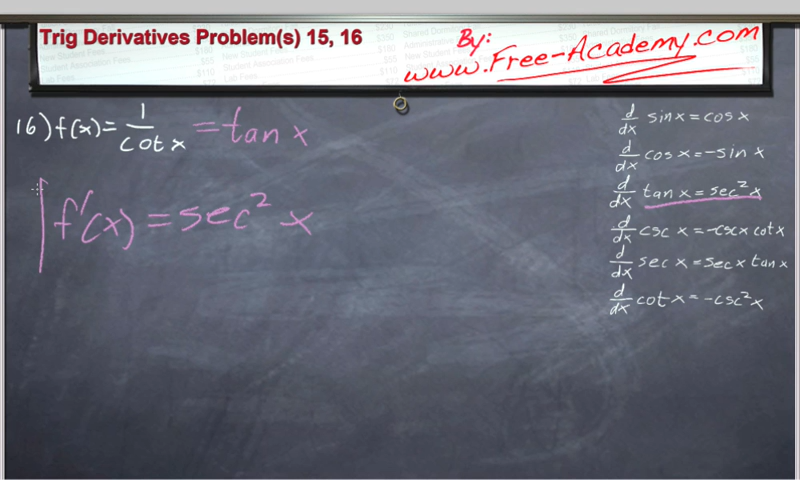 Trig Derivatives Problem(s) 15, 16
By:
www.Free-Academy.com
16) f(x) = 1/cot x = tan x
f'(x) = sec² x
d/dx sin x = cos x
d/dx cos x = -sin x
d/dx tan x = sec² x
d/dx csc x = -csc x cot x
d/dx sec x = sec x tan x
d/dx cot x = -csc² x